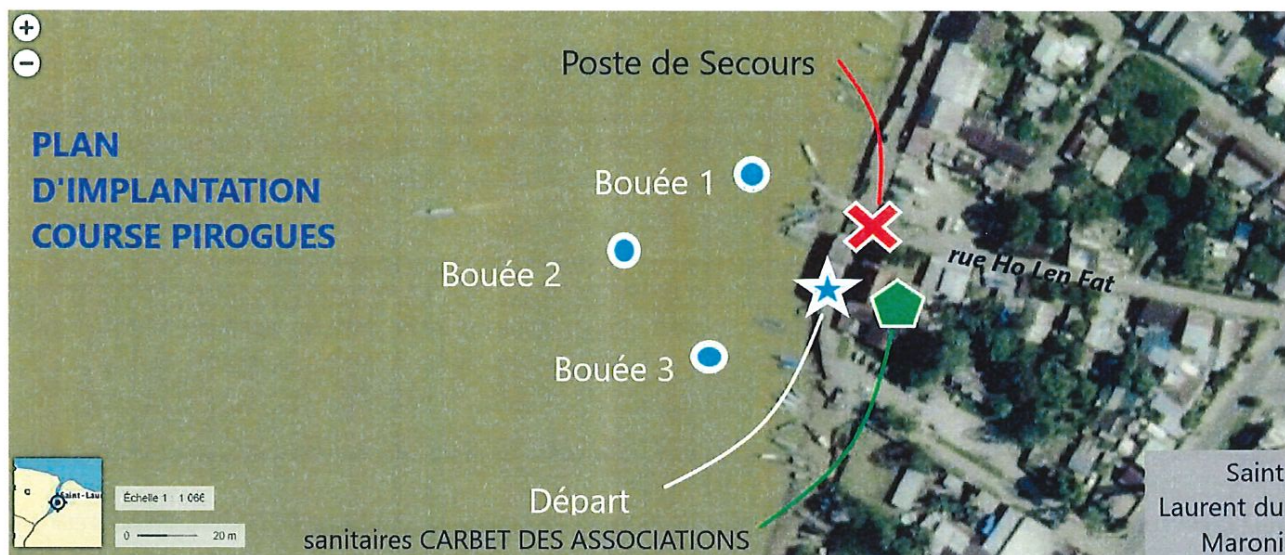 +
−
PLAN
D'IMPLANTATION
COURSE PIROGUES
Poste de Secours
Bouée 1
Bouée 2
Bouée 3
rue Ho Len Fat
Départ
sanitaires CARBET DES ASSOCIATIONS
Échelle 1 : 1 066
0 20 m
Saint
Laurent du
Maroni